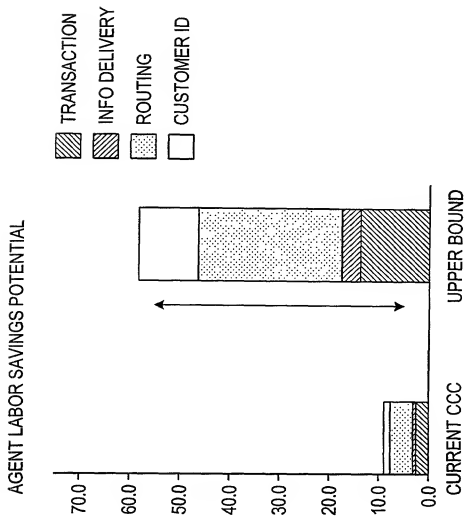 AGENT LABOR SAVINGS POTENTIAL
70.0
60.0
50.0
40.0
30.0
20.0
10.0
0.0
CURRENT CCC
UPPER BOUND
TRANSACTION
INFO DELIVERY
ROUTING
CUSTOMER ID